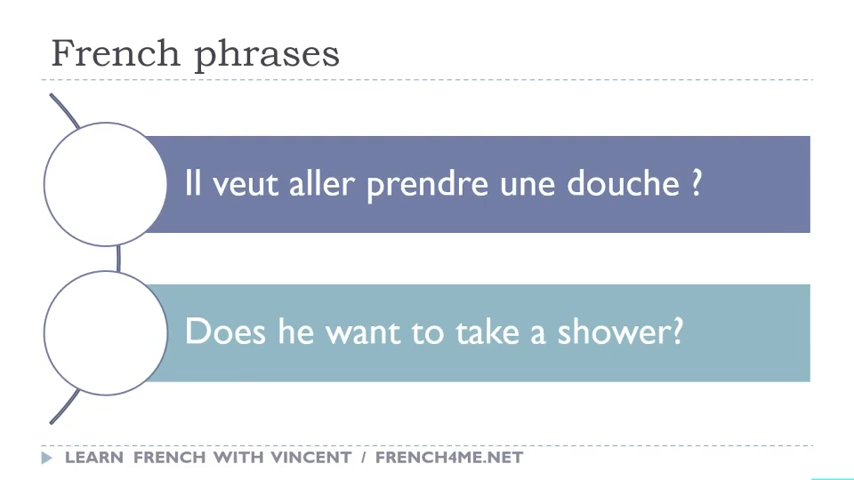 French phrases
Il veut aller prendre une douche ?
Does he want to take a shower?
LEARN FRENCH WITH VINCENT / FRENCH4ME.NET